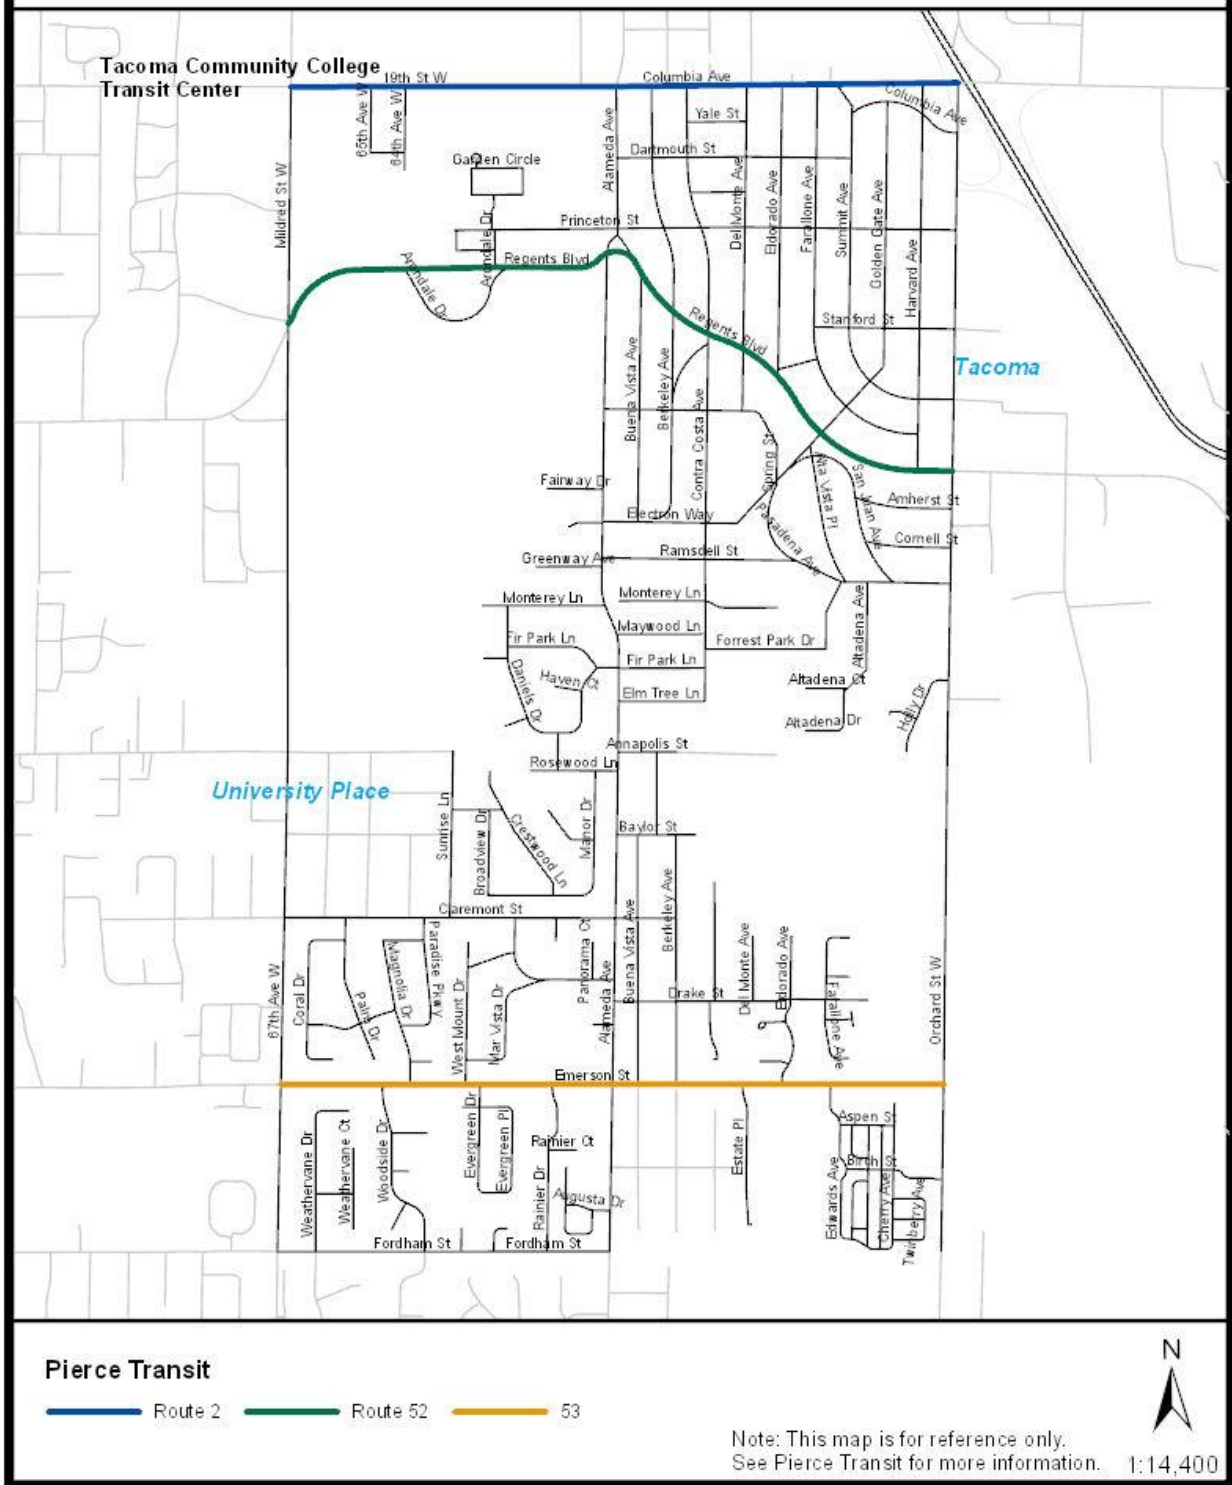 Tacoma Community College
Transit Center
19th St W
Columbia Ave
Columbia Ave
65th Ave W
64th Ave W
Yale St
Alameda Ave
Dartmouth St
Garden Circle
Mildred St W
Del Monte Ave
Eldorado Ave
Farallone Ave
Summit Ave
Golden Gate Ave
Harvard Ave
Princeton St
Arondale Dr
Arondale Dr
Regents Blvd
Regents Blvd
Stanford St
Tacoma
Buena Vista Ave
Berkeley Ave
Contra Costa Ave
Spring St
Alta Vista Pl
San Juan Ave
Fairway Dr
Amherst St
Electron Way
Pasadena Ave
Cornell St
Greenway Ave
Ramsdell St
Monterey Ln
Monterey Ln
Altadena Ave
Maywood Ln
Fir Park Ln
Forrest Park Dr
Fir Park Ln
Daniels Dr
Haven Ct
Elm Tree Ln
Altadena Ct
Altadena Dr
Holly Dr
Annapolis St
Rosewood Ln
University Place
Sunrise Ln
Broadview Dr
Crestwood Ln
Manor Dr
Baylor St
Berkeley Ave
Buena Vista Ave
Claremont St
67th Ave W
Coral Dr
Palms Dr
Magnolia Dr
Paradise Pkwy
West Mount Dr
Mar Vista Dr
Panorama Ct
Alameda Ave
Drake St
Del Monte Ave
Eldorado Ave
Farallone Ave
Orchard St W
Emerson St
Weathervane Dr
Weathervane Ct
Woodside Dr
Evergreen Dr
Evergreen Pl
Rainier Ct
Rainier Dr
Augusta Dr
Estate Pl
Aspen St
Birch St
Edwards Ave
Cherry Ave
Twinberry Ave
Fordham St
Fordham St
Pierce Transit
Route 2
Route 52
53
N
Note: This map is for reference only.
See Pierce Transit for more information.
1:14,400